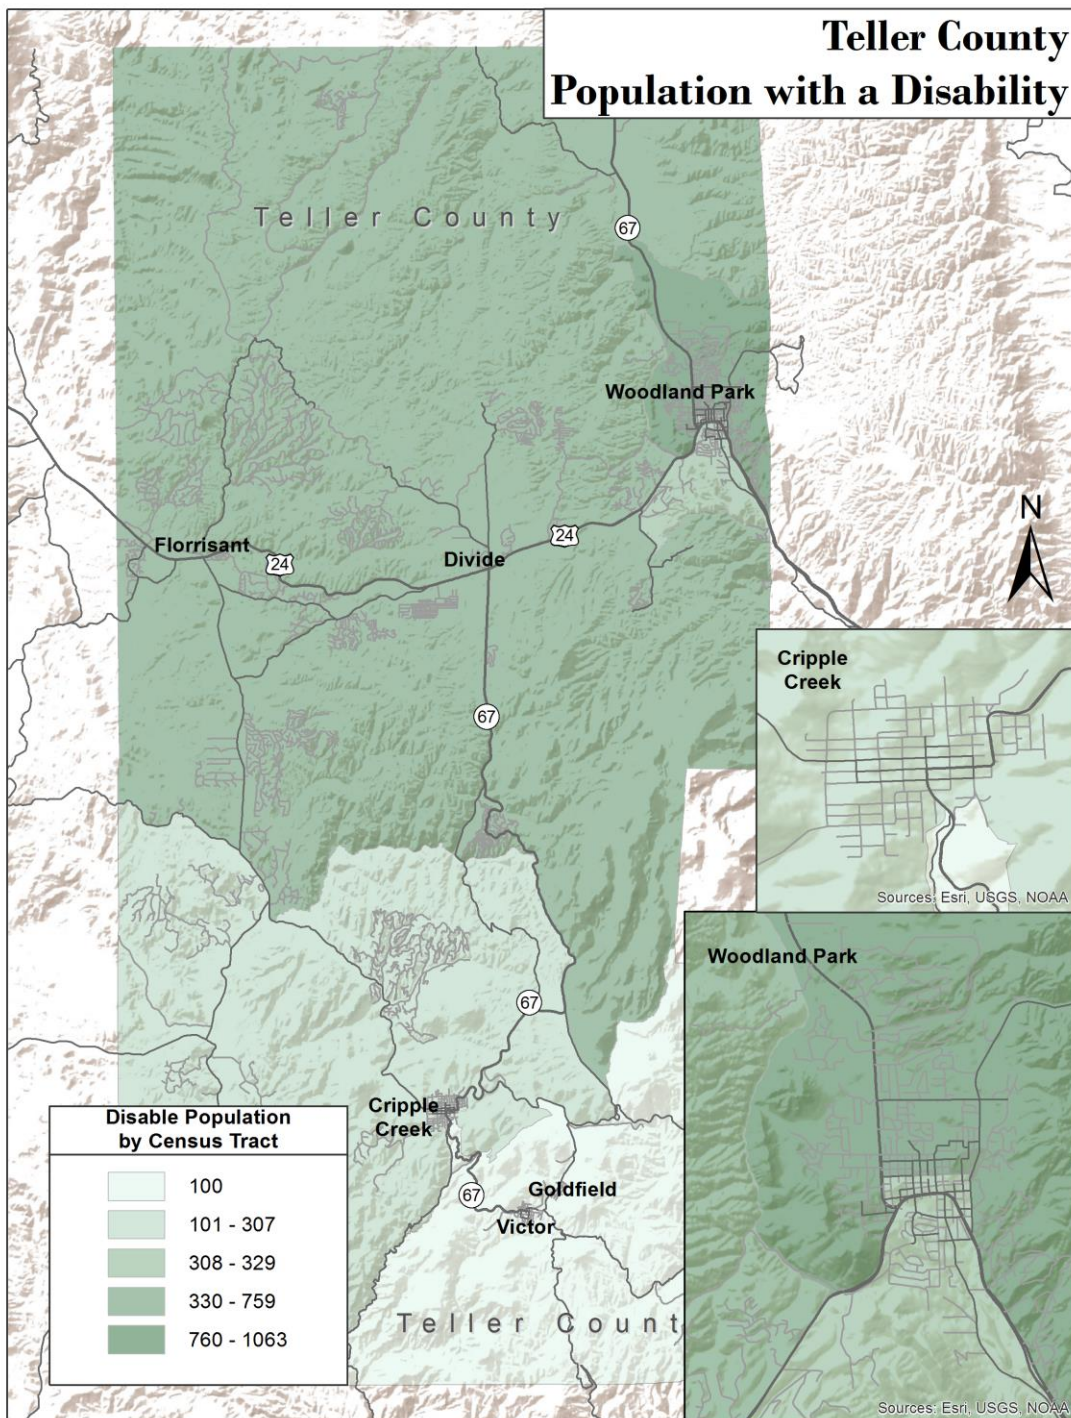 Teller County
Population with a Disability
Teller County
67
Woodland Park
24
Florrisant
Divide
24
N
Cripple
Creek
67
Sources: Esri, USGS, NOAA
Woodland Park
67
Cripple
Creek
Disable Population
by Census Tract
100
101 - 307
308 - 329
330 - 759
760 - 1063
67
Goldfield
Victor
Teller Count
Sources: Esri, USGS, NOAA